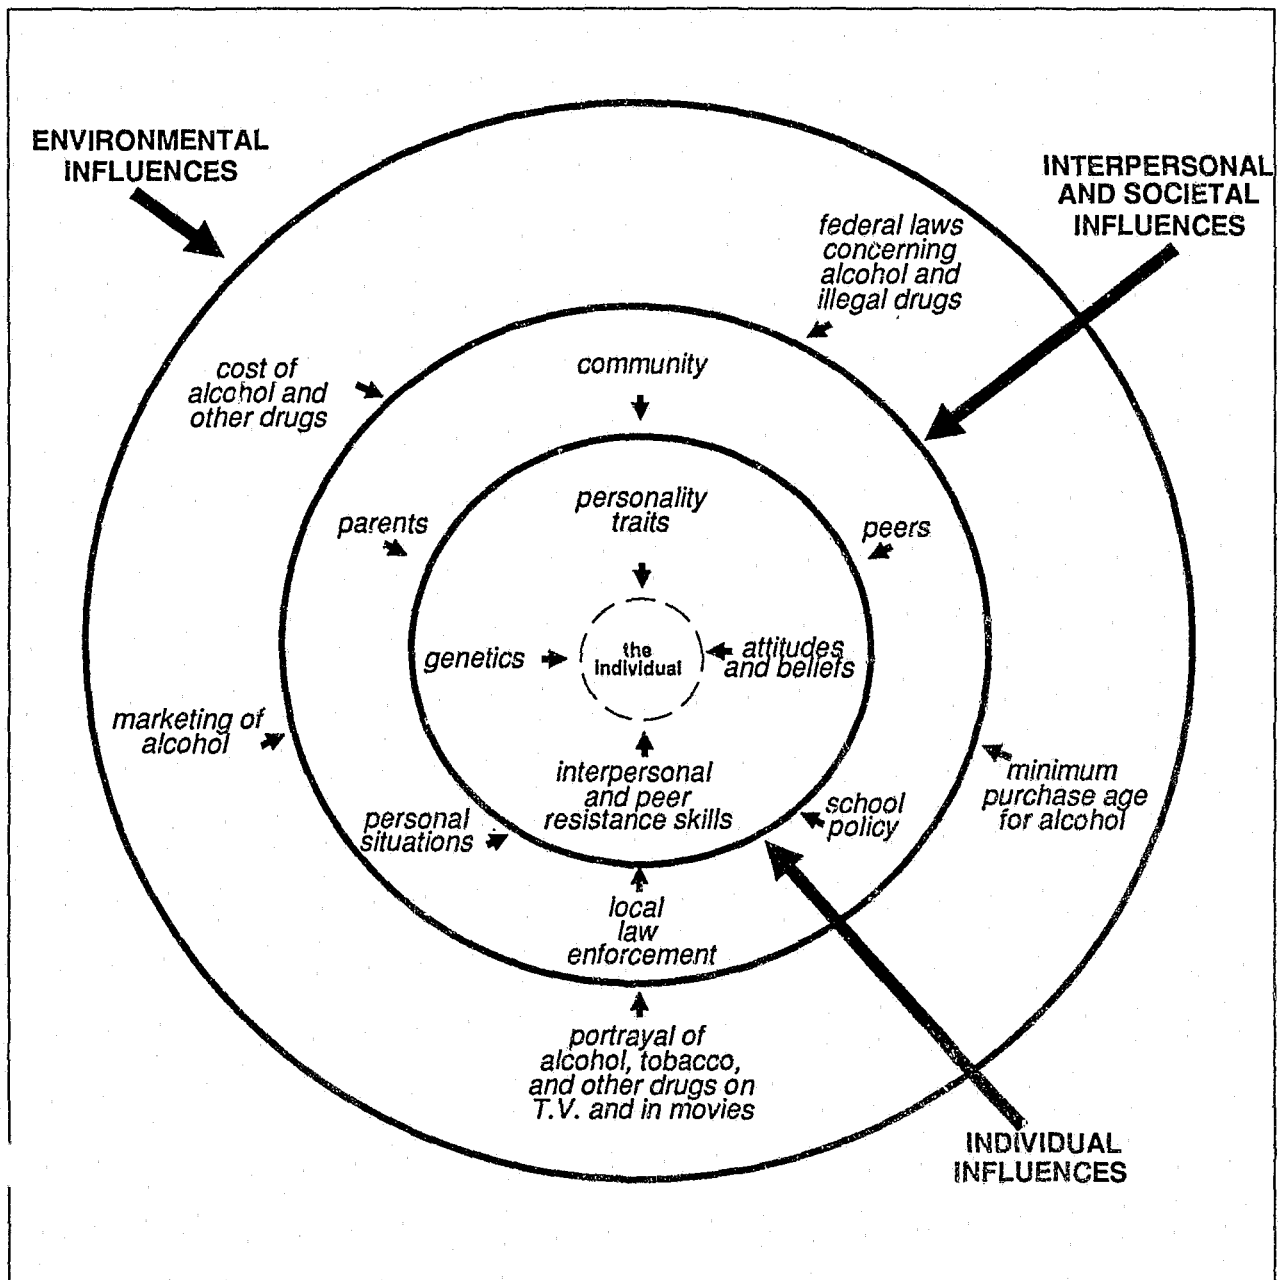 ENVIRONMENTAL
INFLUENCES
INTERPERSONAL
AND SOCIETAL
INFLUENCES
federal laws
concerning
alcohol and
illegal drugs
cost of
alcohol and
other drugs
community
parents
personality
traits
peers
genetics
the
individual
attitudes
and beliefs
marketing of
alcohol
interpersonal
and peer
resistance skills
minimum
purchase age
for alcohol
personal
situations
school
policy
local
law
enforcement
portrayal of
alcohol, tobacco,
and other drugs on
T.V. and in movies
INDIVIDUAL
INFLUENCES